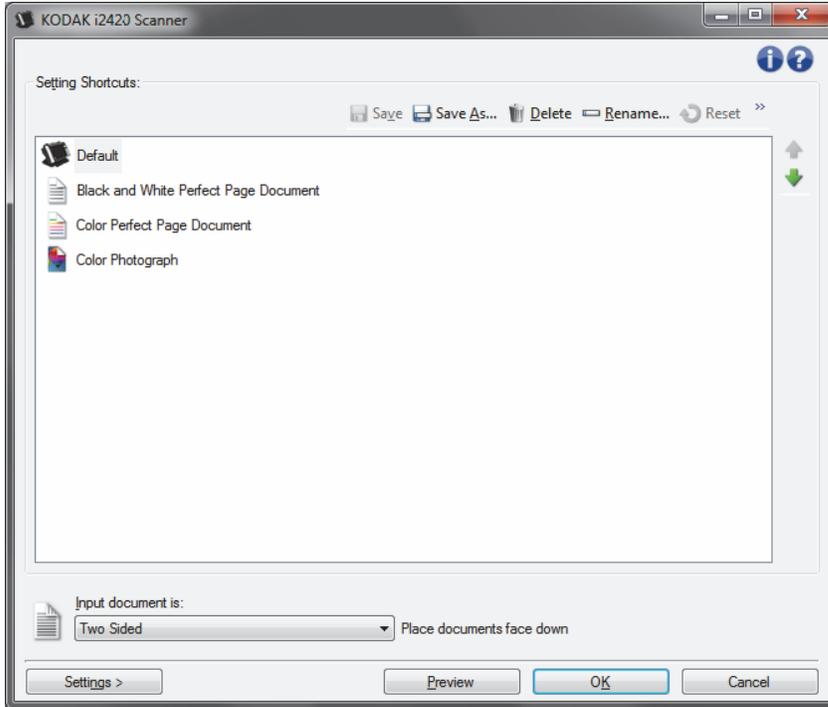 KODAK i2420 Scanner
Setting Shortcuts:
Save Save As... Delete Rename... Reset »
Default
Black and White Perfect Page Document
Color Perfect Page Document
Color Photograph
Input document is:
Two Sided Place documents face down
Settings > Preview OK Cancel